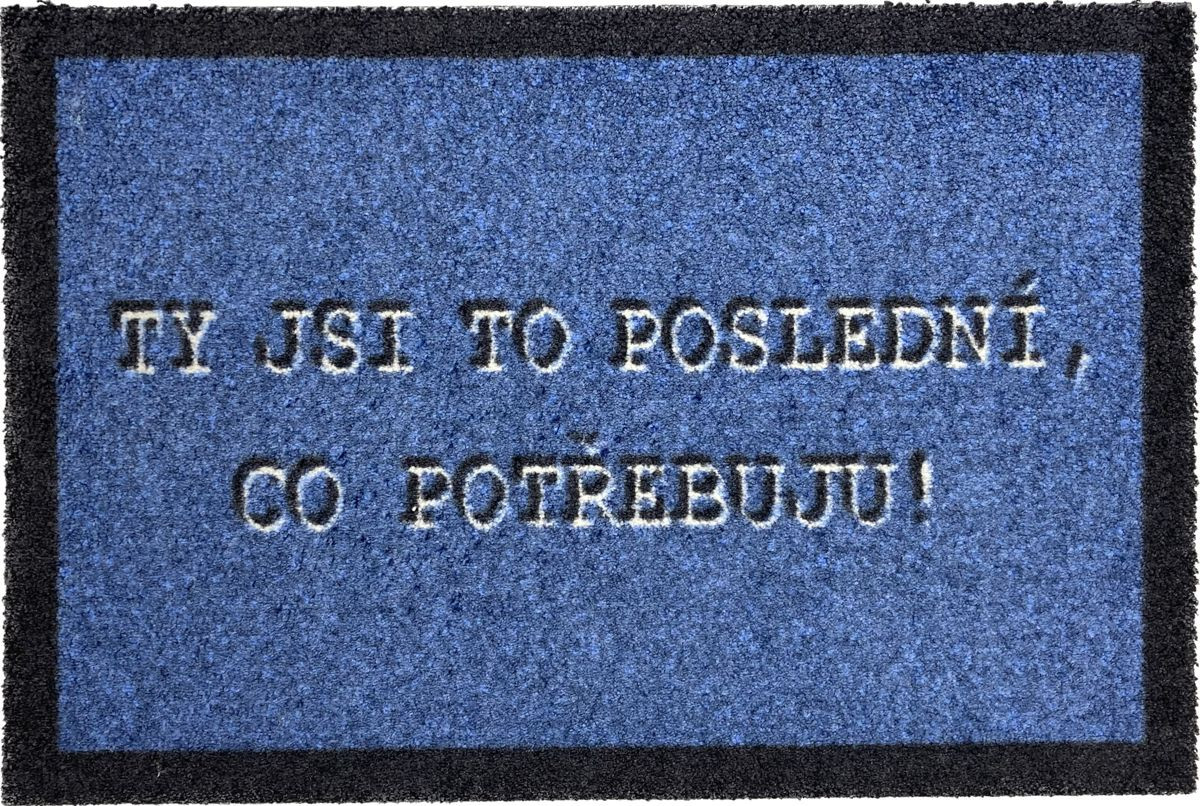 TY JSI TO POSLEDNÍ,
CO POTŘEBUJU!